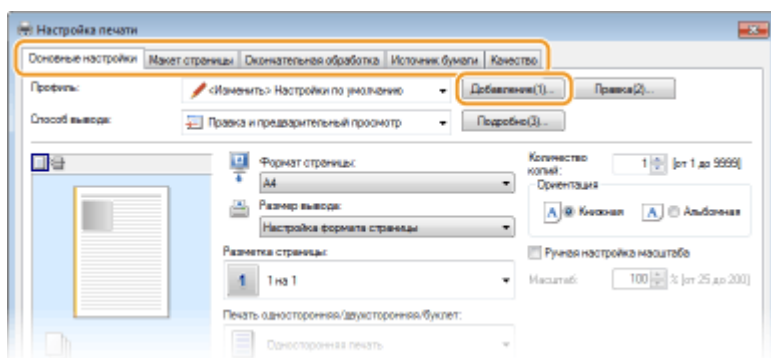 Настройка печати
Основные настройки Макет страницы Окончательная обработка Источник бумаги Качество
Профиль: <Изменить> Настройки по умолчанию Добавление(1)... Правка(2)...
Способ вывода: Правка и предварительный просмотр Подробно(3)...
Формат страницы:
A4
Размер вывода:
Настройка формата страницы
Разметка страницы:
1 1 на 1
Печать односторонняя/двухсторонняя/буклет:
Односторонняя печать
Количество копий: 1 [от 1 до 9999]
Ориентация
A Книжная A Альбомная
Ручная настройка масштаба
Масштаб: 100 % [от 25 до 200]